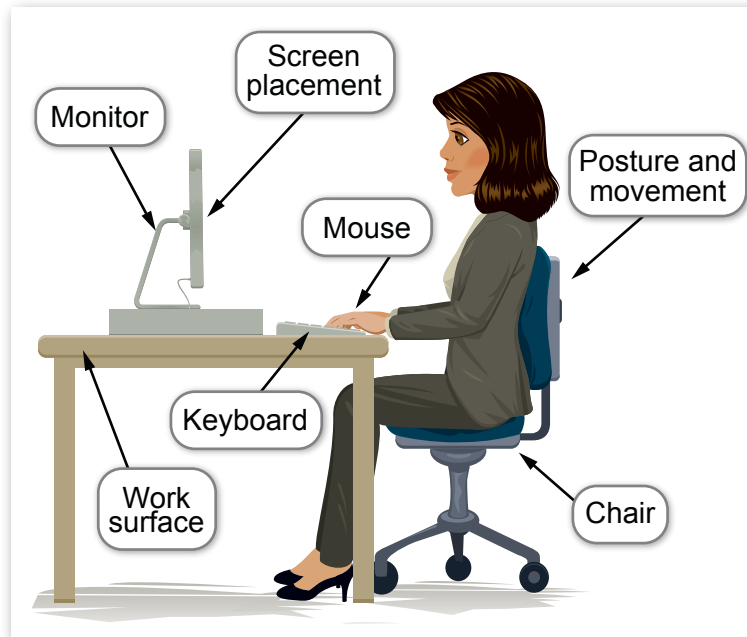 Screen
placement
Monitor
Posture and
movement
Mouse
Keyboard
Work
surface
Chair